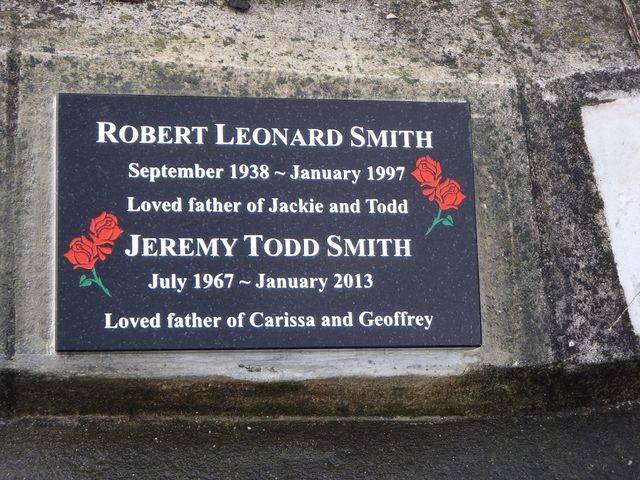 ROBERT LEONARD SMITH
September 1938 ~ January 1997
Loved father of Jackie and Todd
JEREMY TODD SMITH
July 1967 ~ January 2013
Loved father of Carissa and Geoffrey